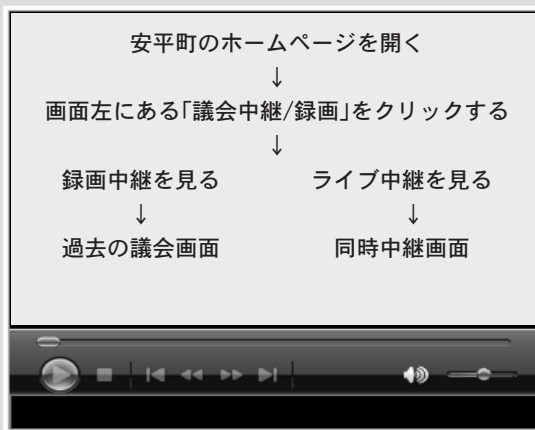 安平町のホームページを開く
↓
画面左にある「議会中継/録画」をクリックする
↓
録画中継を見る ライブ中継を見る
↓ ↓
過去の議会画面 同時中継画面